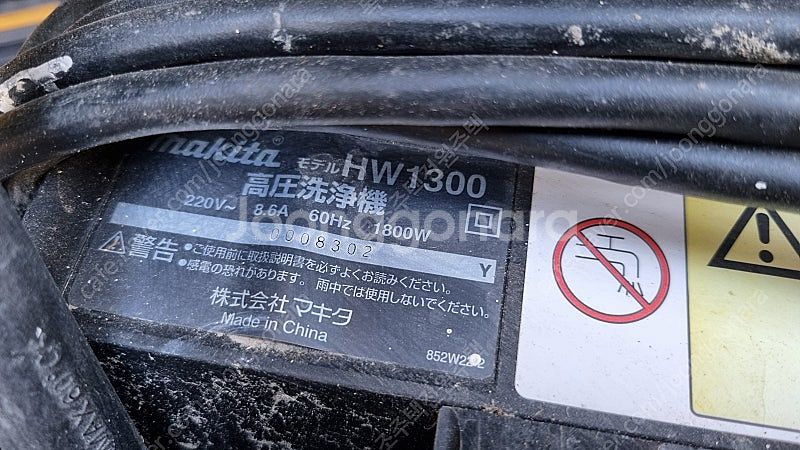 makita モデル HW1300
高圧洗浄機
220V～ 8.6A 60Hz 1800W
0008302 Y
⚠警告 ●ご使用前に取扱説明書を必ずよくお読みください。
●感電の恐れがあります。雨中では使用しないでください。
株式会社 マキタ
Made in China
Joonggonara